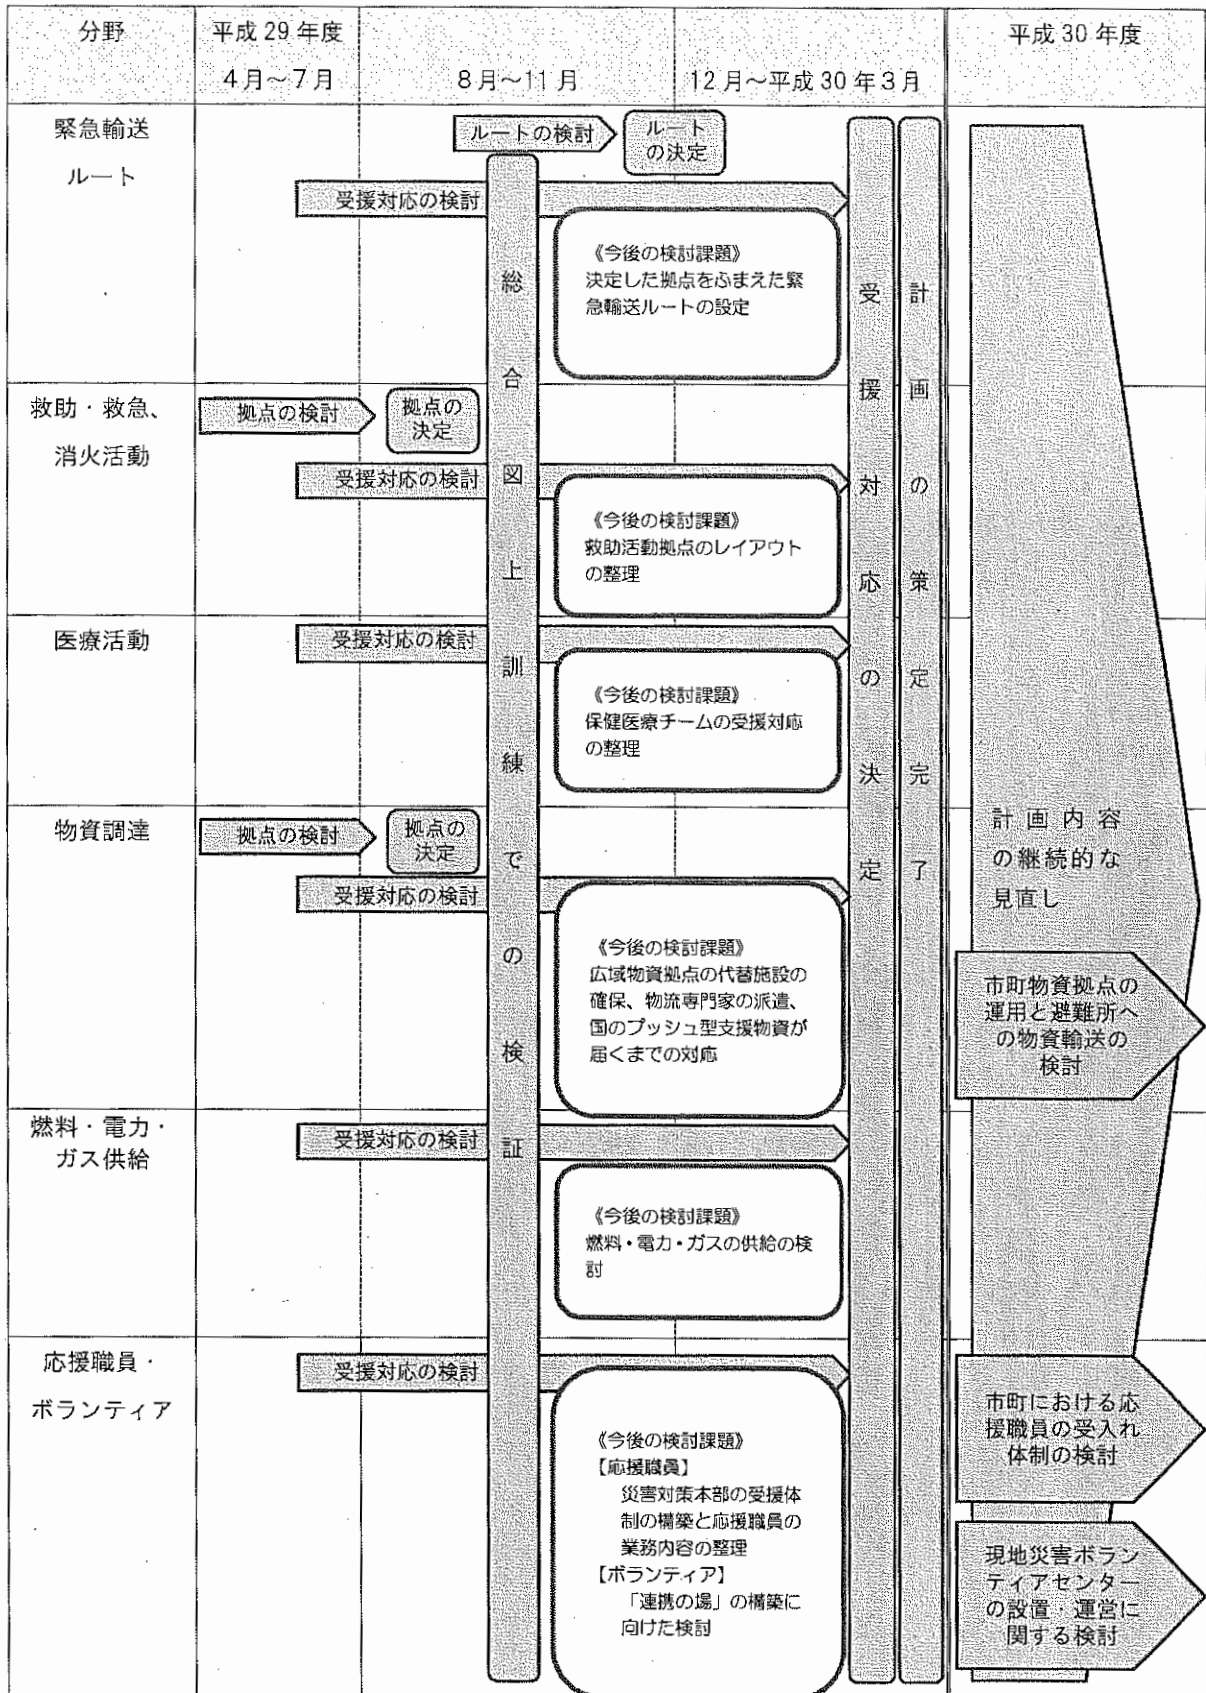 分野
平成 29 年度
平成 30 年度
4月～7月
8月～11月
12月～平成 30 年3月
緊急輸送
ルート
ルートの検討
ルート
の決定
受援対応の検討
《今後の検討課題》
決定した拠点をふまえた緊
急輸送ルートの設定
救助・救急、
消火活動
拠点の検討
拠点の
決定
受援対応の検討
《今後の検討課題》
救助活動拠点のレイアウト
の整理
医療活動
受援対応の検討
《今後の検討課題》
保健医療チームの受援対応
の整理
物資調達
拠点の検討
拠点の
決定
受援対応の検討
《今後の検討課題》
広域物資拠点の代替施設の
確保、物流専門家の派遣、
国のプッシュ型支援物資が
届くまでの対応
燃料・電力・
ガス供給
受援対応の検討
《今後の検討課題》
燃料・電力・ガスの供給の検
討
応援職員・
ボランティア
受援対応の検討
《今後の検討課題》
【応援職員】
災害対策本部の受援体
制の構築と応援職員の
業務内容の整理
【ボランティア】
「連携の場」の構築に
向けた検討
総合図上訓練での検証
受援対応の決定
計画の策定完了
計画内容
の継続的な
見直し
市町物資拠点の
運用と避難所へ
の物資輸送の
検討
市町における応
援職員の受入れ
体制の検討
現地災害ボラン
ティアセンター
の設置・運営に
関する検討